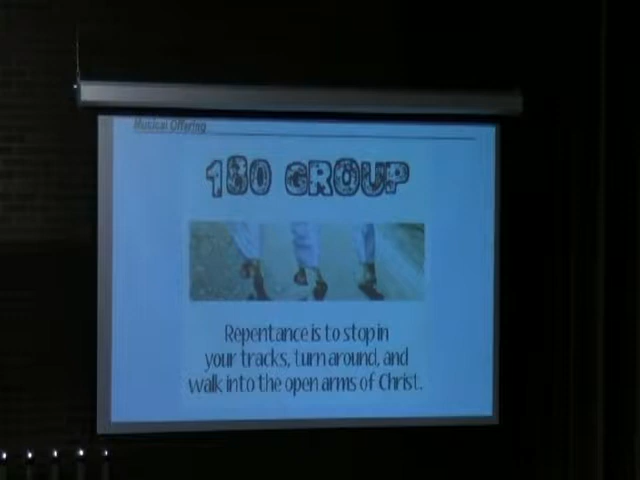 Musical Offering
180 GROUP
Repentance is to stop in
your tracks, turn around, and
walk into the open arms of Christ.